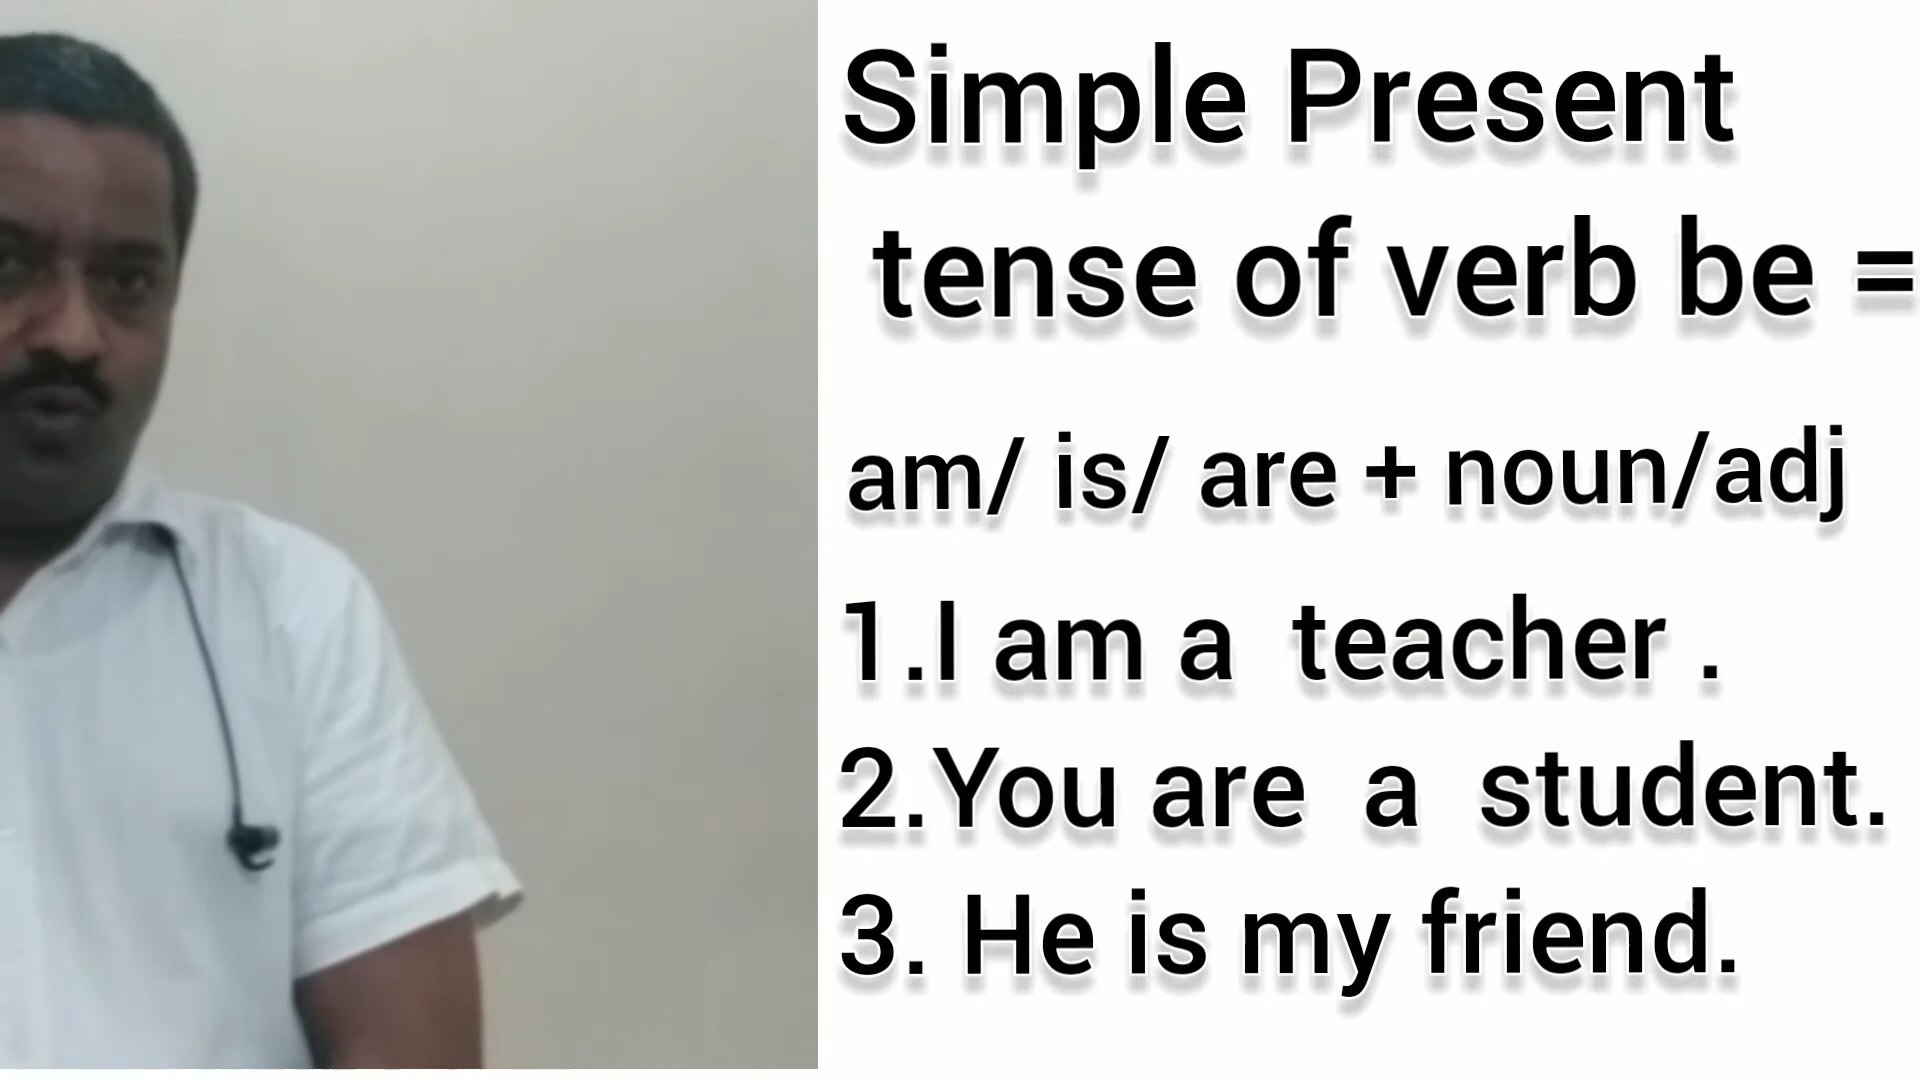 Simple Present
tense of verb be =
am/ is/ are + noun/adj
1.I am a teacher .
2.You are a student.
3. He is my friend.